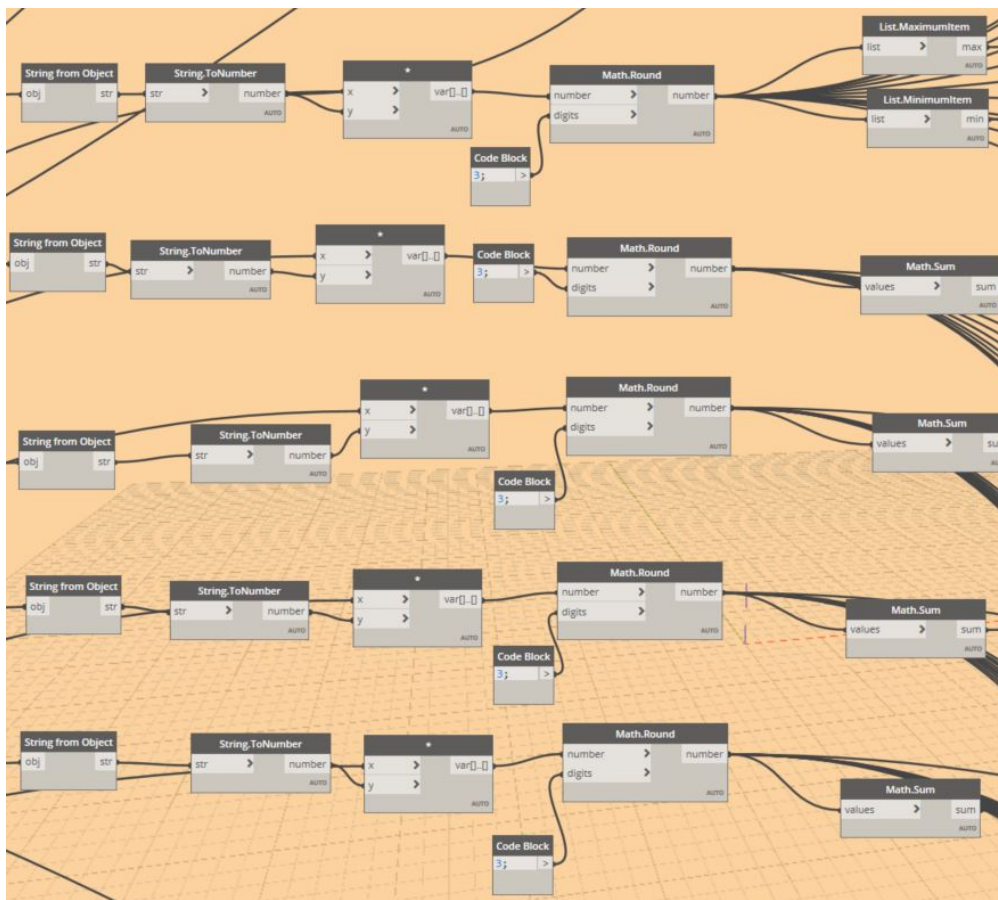 List.MaximumItem
list > max
AUTO
String from Object
obj str
String.ToNumber
str > number
AUTO
*
x > var[]..[]
y >
AUTO
Math.Round
number > number
digits >
AUTO
List.MinimumItem
list > min
AUTO
Code Block
3; >
String from Object
obj str
String.ToNumber
str > number
AUTO
*
x > var[]..[]
y >
AUTO
Code Block
3; >
Math.Round
number > number
digits >
AUTO
Math.Sum
values > sum
AUTO
String from Object
obj str
String.ToNumber
str > number
AUTO
*
x > var[]..[]
y >
AUTO
Math.Round
number > number
digits >
AUTO
Math.Sum
values > su
AUTO
Code Block
3; >
String from Object
obj str
String.ToNumber
str > number
AUTO
*
x > var[]..[]
y >
AUTO
Math.Round
number > number
digits >
AUTO
Math.Sum
values > sum
AUTO
Code Block
3; >
String from Object
obj str
String.ToNumber
str > number
AUTO
*
x > var[]..[]
y >
AUTO
Math.Round
number > number
digits >
AUTO
Math.Sum
values > sum
AUTO
Code Block
3; >